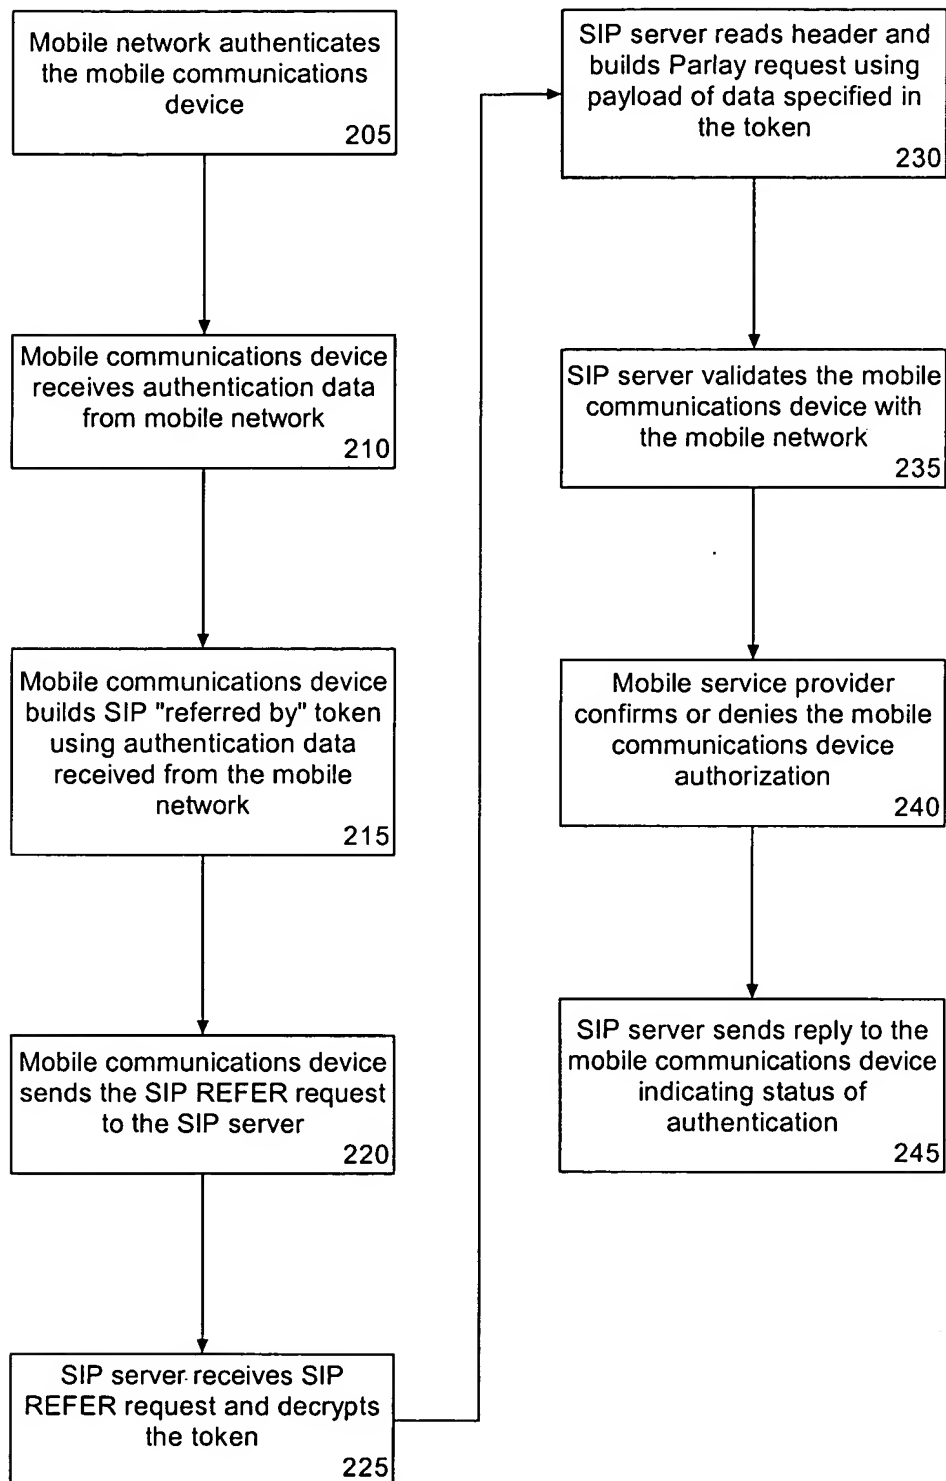 Mobile network authenticates
the mobile communications
device
205
Mobile communications device
receives authentication data
from mobile network
210
Mobile communications device
builds SIP "referred by" token
using authentication data
received from the mobile
network
215
Mobile communications device
sends the SIP REFER request
to the SIP server
220
SIP server receives SIP
REFER request and decrypts
the token
225
SIP server reads header and
builds Parlay request using
payload of data specified in
the token
230
SIP server validates the mobile
communications device with
the mobile network
235
Mobile service provider
confirms or denies the mobile
communications device
authorization
240
SIP server sends reply to the
mobile communications device
indicating status of
authentication
245